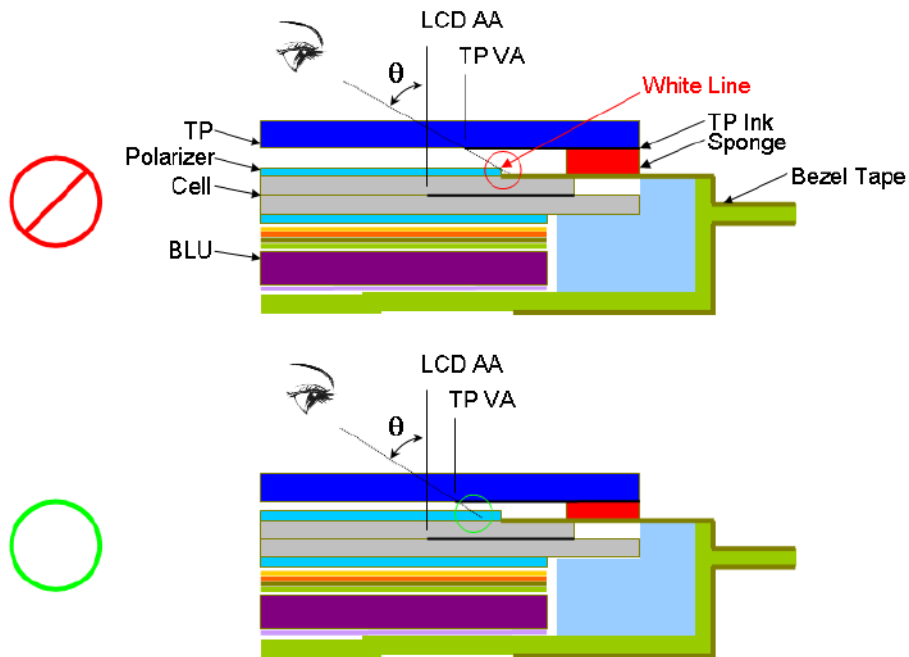 LCD AA
TP VA
θ
White Line
TP
TP Ink
Sponge
Polarizer
Cell
Bezel Tape
BLU
LCD AA
TP VA
θ